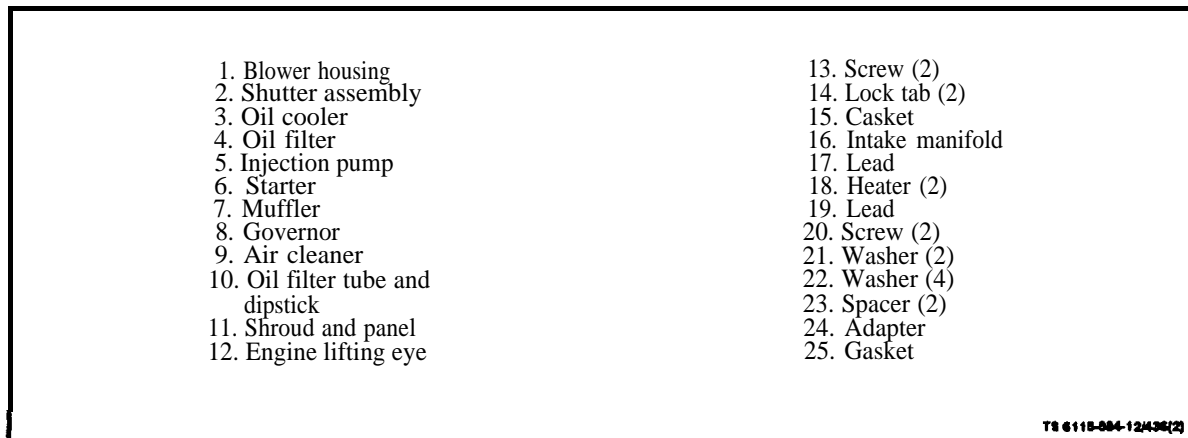 1. Blower housing
2. Shutter assembly
3. Oil cooler
4. Oil filter
5. Injection pump
6. Starter
7. Muffler
8. Governor
9. Air cleaner
10. Oil filter tube and
dipstick
11. Shroud and panel
12. Engine lifting eye
13. Screw (2)
14. Lock tab (2)
15. Casket
16. Intake manifold
17. Lead
18. Heater (2)
19. Lead
20. Screw (2)
21. Washer (2)
22. Washer (4)
23. Spacer (2)
24. Adapter
25. Gasket